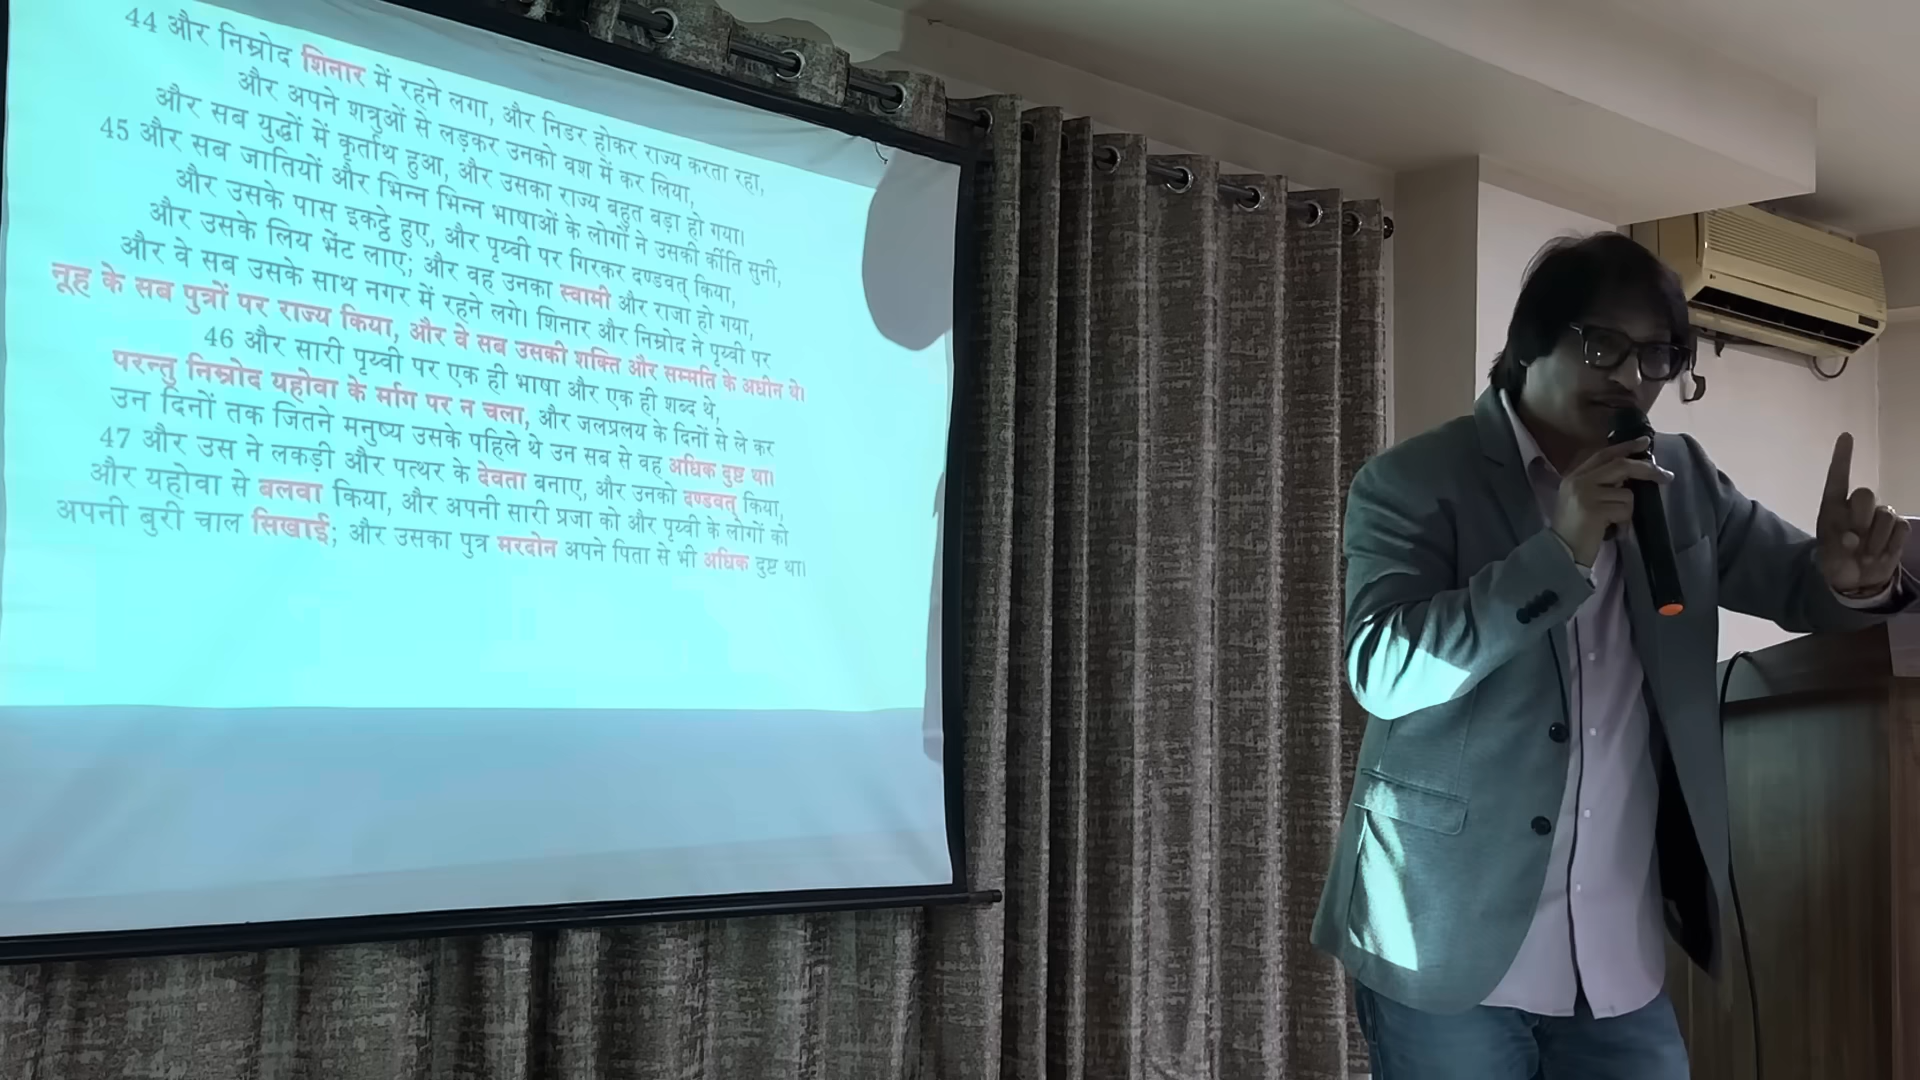 44 और निम्रोद शिनार में रहने लगा, और निडर होकर राज्य करता रहा,
और अपने शत्रुओं से लड़कर उनको वश में कर लिया,
और सब युद्धों में कृर्ताथ हुआ, और उसका राज्य बहुत बड़ा हो गया।
45 और सब जातियों और भिन्न भिन्न भाषाओं के लोगों ने उसकी र्कीति सुनी,
और उसके पास इकट्ठे हुए, और पृथ्वी पर गिरकर दण्डवत् किया,
और उसके लिय भेंट लाए; और वह उनका स्वामी और राजा हो गया,
और वे सब उसके साथ नगर में रहने लगे। शिनार और निम्रोद ने पृथ्वी पर
नूह के सब पुत्रों पर राज्य किया, और वे सब उसकी शक्ति और सम्मति के अधीन थे।
46 और सारी पृथ्वी पर एक ही भाषा और एक ही शब्द थे,
परन्तु निम्रोद यहोवा के र्माग पर न चला, और जलप्रलय के दिनों से ले कर
उन दिनों तक जितने मनुष्य उसके पहिले थे उन सब से वह अधिक दुष्ट था।
47 और उस ने लकड़ी और पत्थर के देवता बनाए, और उनको दण्डवत् किया,
और यहोवा से बलवा किया, और अपनी सारी प्रजा को और पृथ्वी के लोगों को
अपनी बुरी चाल सिखाई; और उसका पुत्र मरदोन अपने पिता से भी अधिक दुष्ट था।